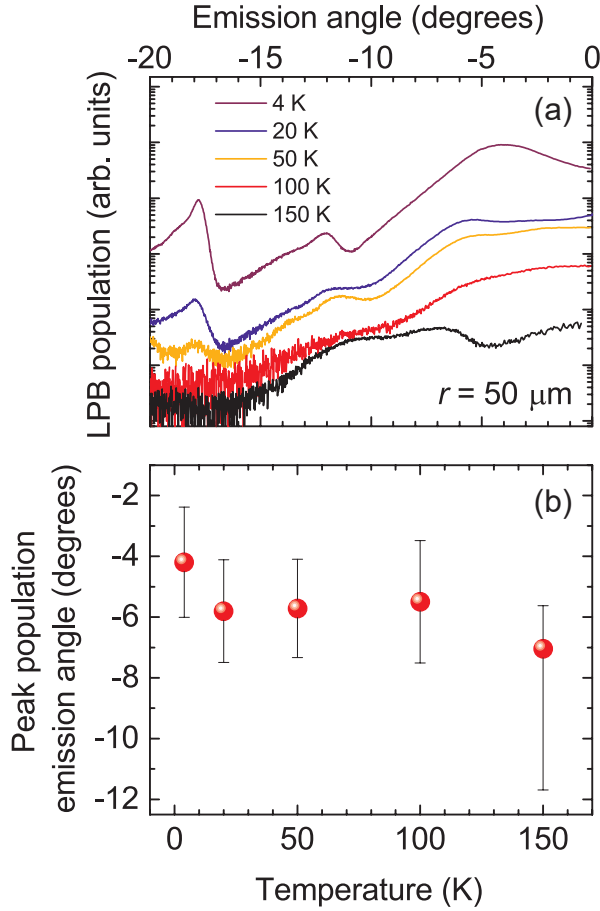 Emission angle (degrees)
-20 -15 -10 -5 0
LPB population (arb. units)
(a)
4 K
20 K
50 K
100 K
150 K
r = 50 μm
Peak population
emission angle (degrees)
(b)
-2
-4
-6
-8
-10
-12
0 50 100 150
Temperature (K)